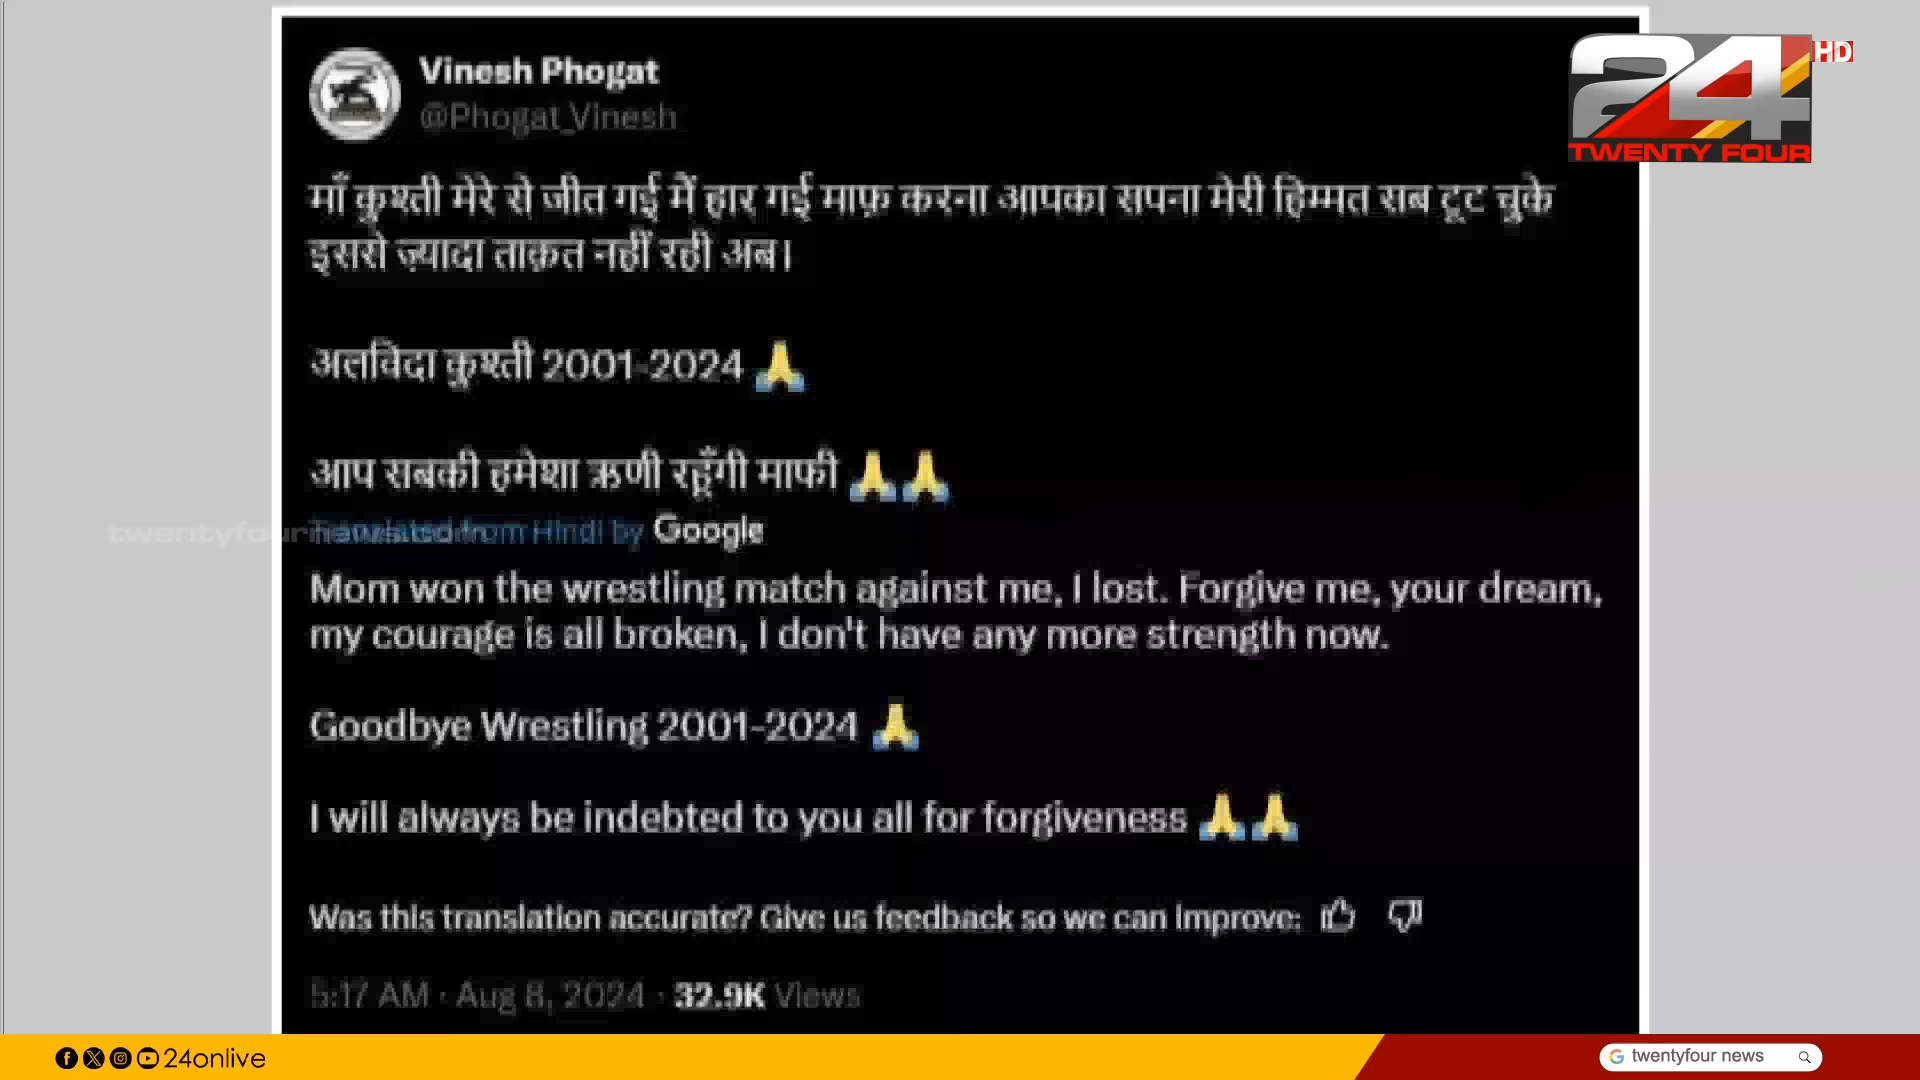 24
HD
TWENTY FOUR
Vinesh Phogat
@Phogat_Vinesh
माँ कुश्ती मेरे से जीत गई मैं हार गई माफ़ करना आपका सपना मेरी हिम्मत सब टूट चुके
इससे ज़्यादा ताक़त नहीं रही अब।
अलविदा कुश्ती 2001-2024 🙏
आप सबकी हमेशा ऋणी रहूँगी माफी 🙏🙏
twentyfournews.com
Translated from Hindi by Google
Mom won the wrestling match against me, I lost. Forgive me, your dream,
my courage is all broken, I don't have any more strength now.
Goodbye Wrestling 2001-2024 🙏
I will always be indebted to you all for forgiveness 🙏🙏
Was this translation accurate? Give us feedback so we can improve:
5:17 AM · Aug 8, 2024 · 32.9K Views
24onlive
twentyfour news